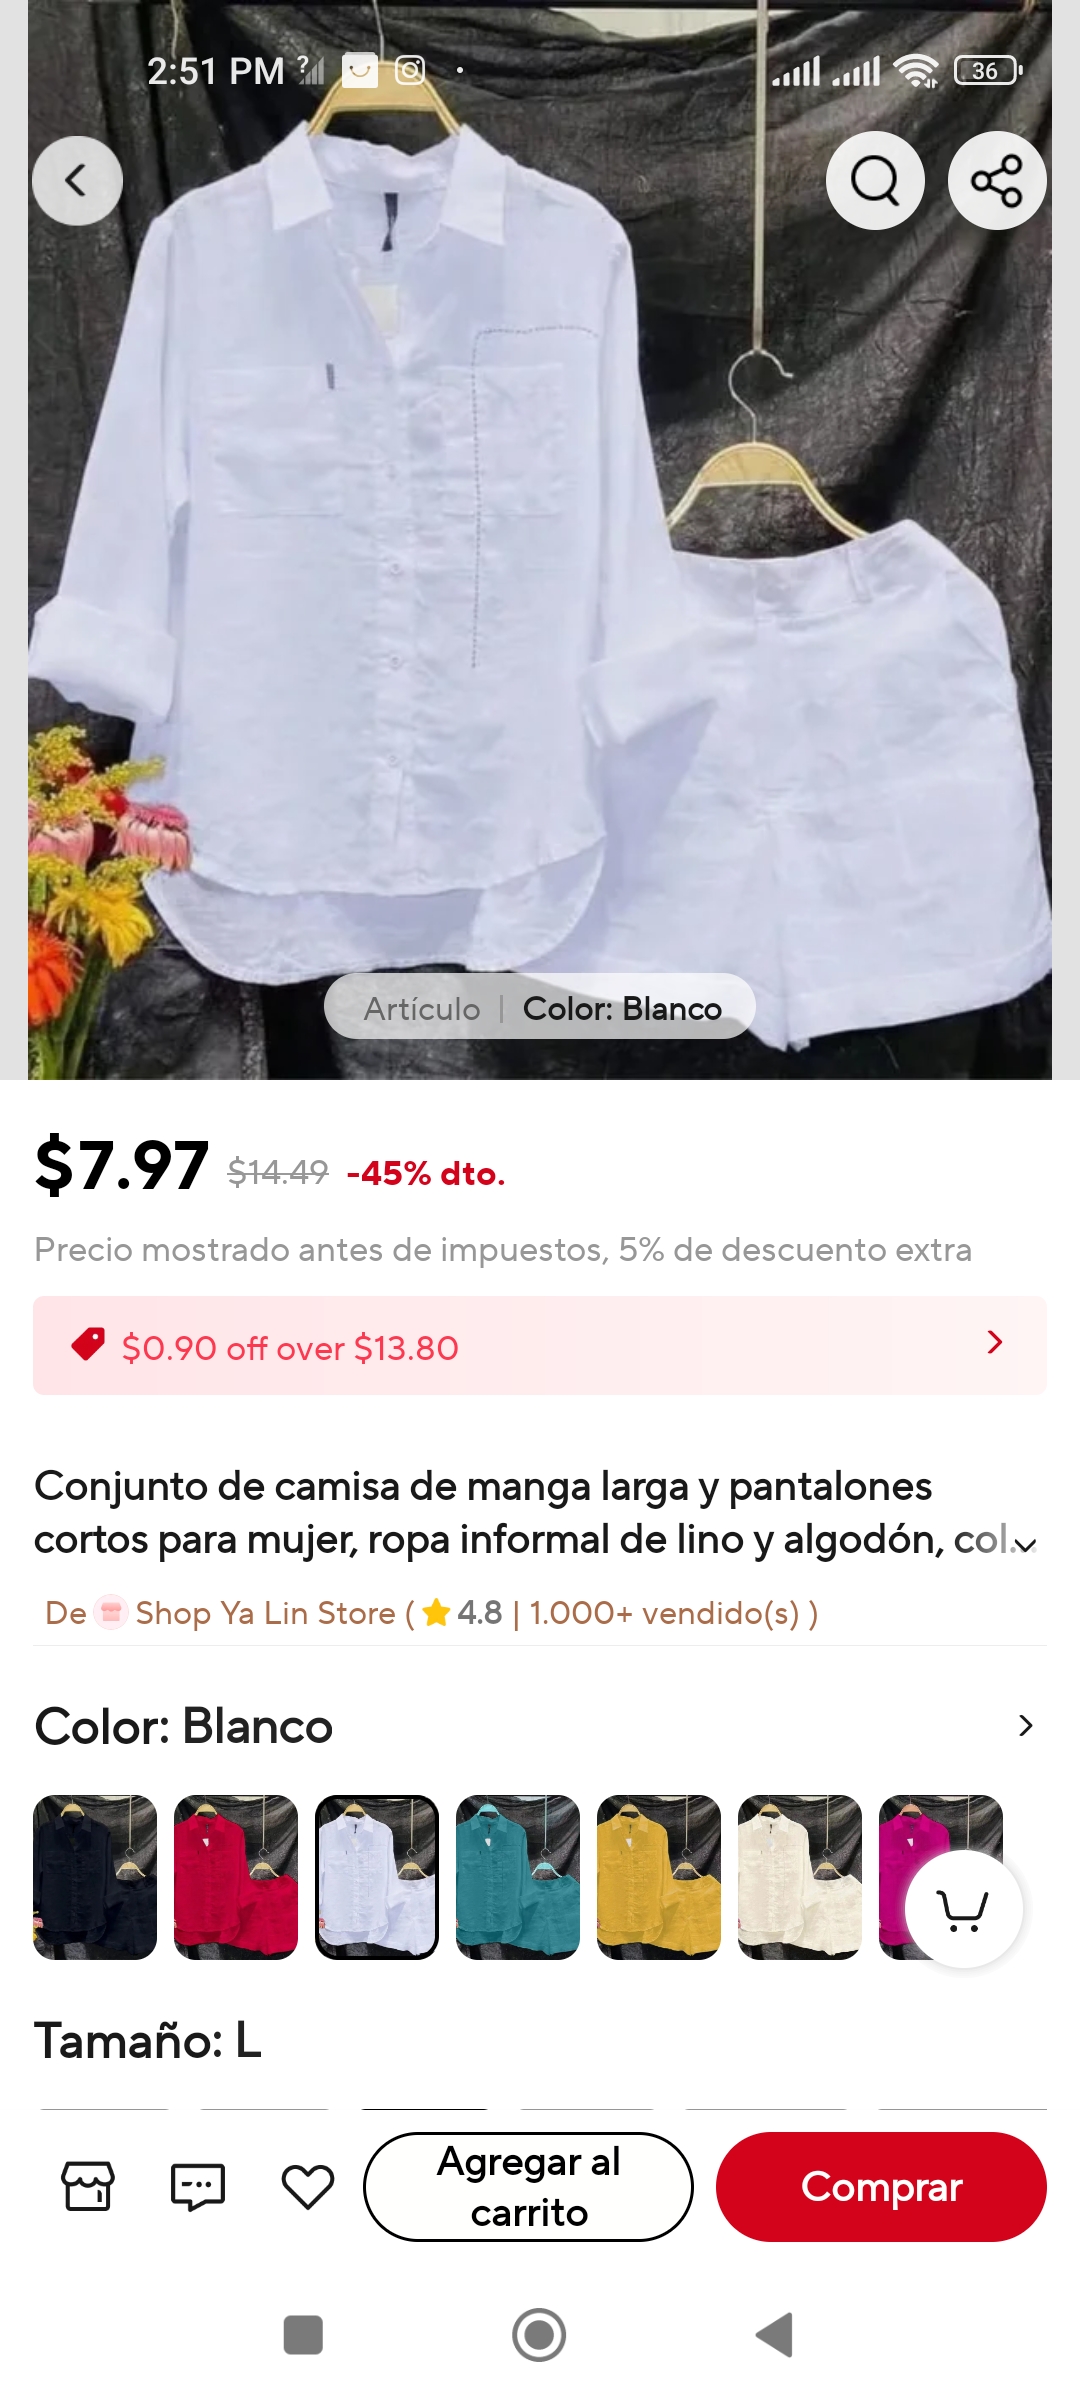 2:51 PM
36
Artículo | Color: Blanco
$7.97 $14.49 -45% dto.
Precio mostrado antes de impuestos, 5% de descuento extra
$0.90 off over $13.80
Conjunto de camisa de manga larga y pantalones
cortos para mujer, ropa informal de lino y algodón, col...
De Shop Ya Lin Store ( 4.8 | 1.000+ vendido(s) )
Color: Blanco
Tamaño: L
Agregar al
carrito
Comprar